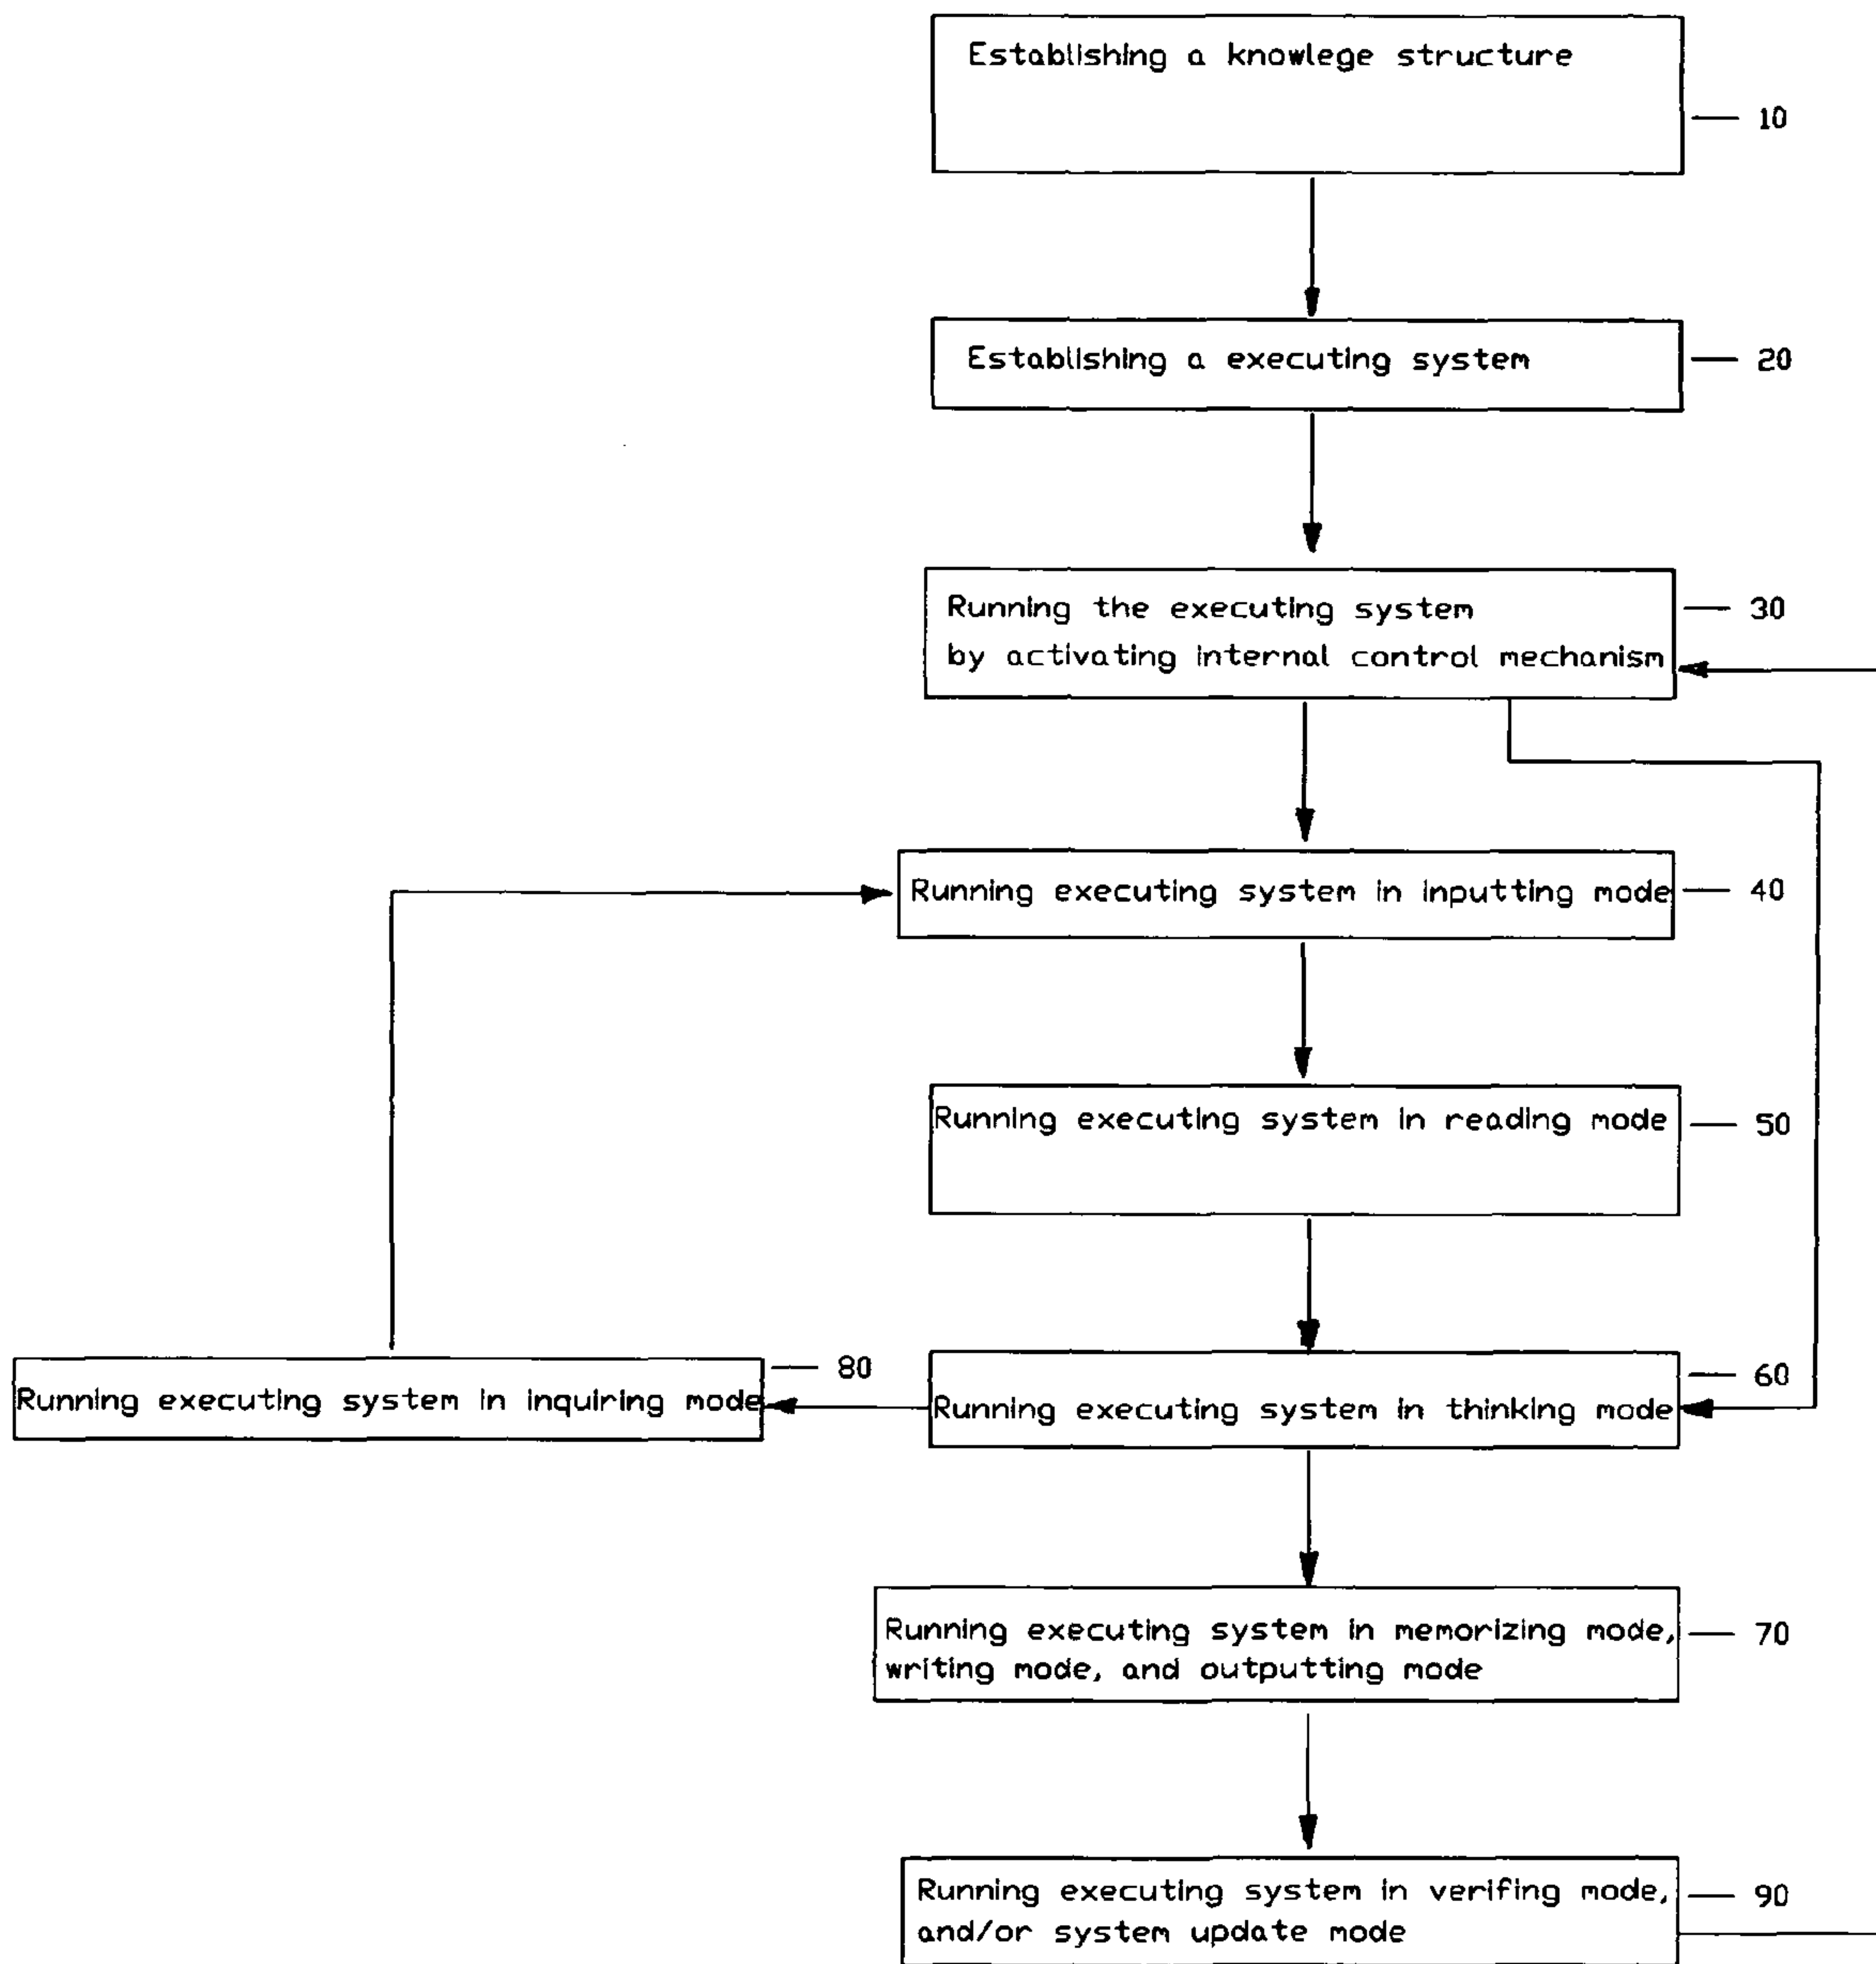 Establishing a knowlege structure
10
Establishing a executing system
20
Running the executing system
30
by activating internal control mechanism
Running executing system in inputting mode
40
Running executing system in reading mode
50
Running executing system in inquiring mode
80
Running executing system in thinking mode
60
Running executing system in memorizing mode,
70
writing mode, and outputting mode
Running executing system in verifing mode,
90
and/or system update mode